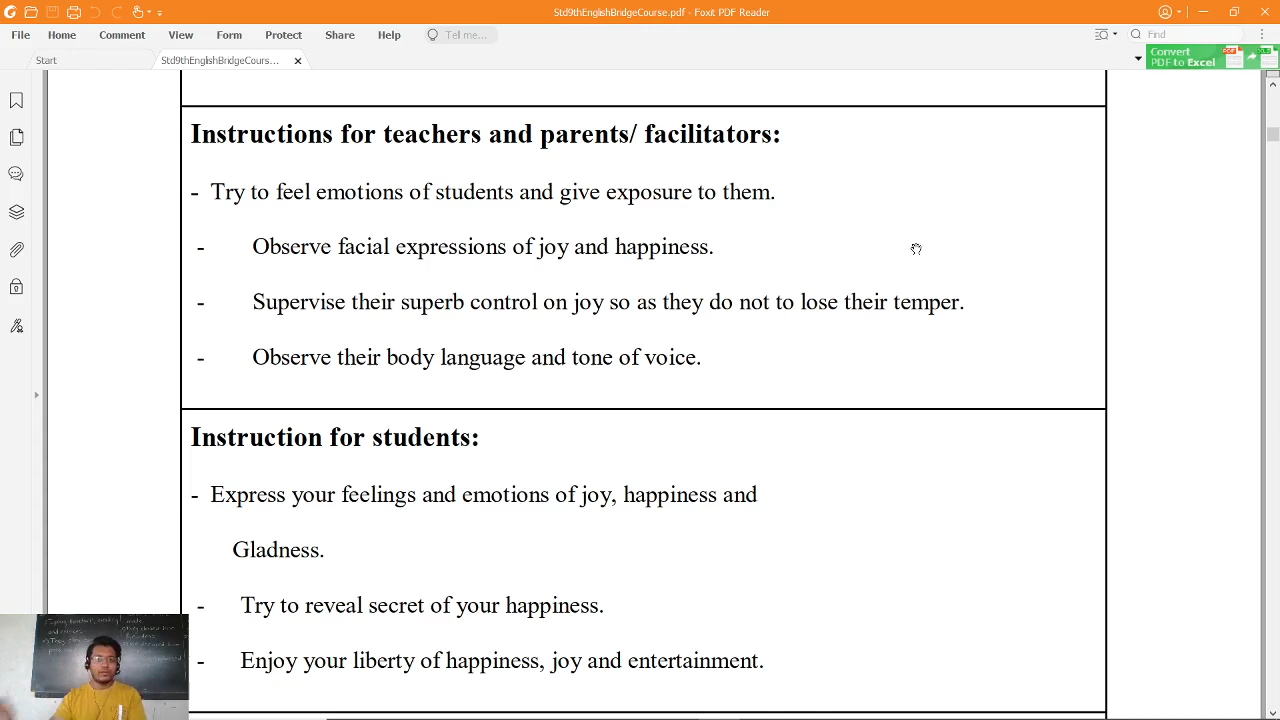 Std9thEnglishBridgeCourse.pdf - Foxit PDF Reader
File Home Comment View Form Protect Share Help Tell me... Find
Start Std9thEnglishBridgeCours... Convert
PDF to Excel
Instructions for teachers and parents/ facilitators:
- Try to feel emotions of students and give exposure to them.
- Observe facial expressions of joy and happiness.
- Supervise their superb control on joy so as they do not to lose their temper.
- Observe their body language and tone of voice.
Instruction for students:
- Express your feelings and emotions of joy, happiness and
Gladness.
- Try to reveal secret of your happiness.
- Enjoy your liberty of happiness, joy and entertainment.